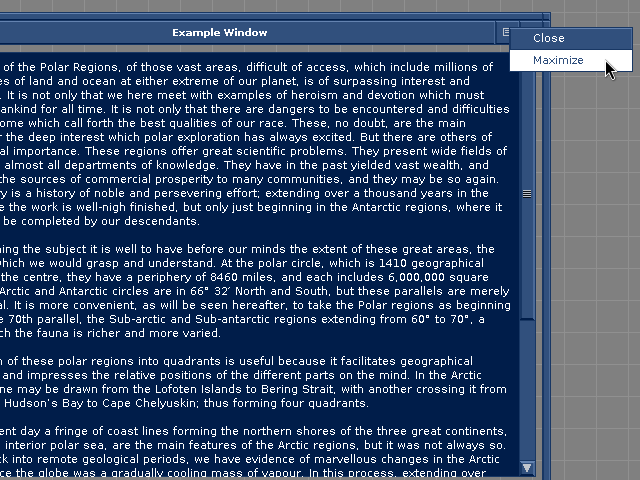 Example Window
Close
Maximize
of the Polar Regions, of those vast areas, difficult of access, which include millions of
es of land and ocean at either extreme of our planet, is of surpassing interest and
. It is not only that we here meet with examples of heroism and devotion which must
ankind for all time. It is not only that there are dangers to be encountered and difficulties
ome which call forth the best qualities of our race. These, no doubt, are the main
r the deep interest which polar exploration has always excited. But there are others of
al importance. These regions offer great scientific problems. They present wide fields of
almost all departments of knowledge. They have in the past yielded vast wealth, and
the sources of commercial prosperity to many communities, and they may be so again.
ry is a history of noble and persevering effort; extending over a thousand years in the
e the work is well-nigh finished, but only just beginning in the Antarctic regions, where it
be completed by our descendants.
ning the subject it is well to have before our minds the extent of these great areas, the
which we would grasp and understand. At the polar circle, which is 1410 geographical
the centre, they have a periphery of 8460 miles, and each includes 6,000,000 square
Arctic and Antarctic circles are in 66° 32′ North and South, but these parallels are merely
al. It is more convenient, as will be seen hereafter, to take the Polar regions as beginning
e 70th parallel, the Sub-arctic and Sub-antarctic regions extending from 60° to 70°, a
ch the fauna is richer and more varied.
n of these polar regions into quadrants is useful because it facilitates geographical
and impresses the relative positions of the different parts on the mind. In the Arctic
ne may be drawn from the Lofoten Islands to Bering Strait, with another crossing it from
Hudson's Bay to Cape Chelyuskin; thus forming four quadrants.
ent day a fringe of coast lines forming the northern shores of the three great continents,
interior polar sea, are the main features of the Arctic regions, but it was not always so.
ck into remote geological periods, we have evidence of marvellous changes in the Arctic
ce the globe was a gradually cooling mass of vapour. In this process, extending over